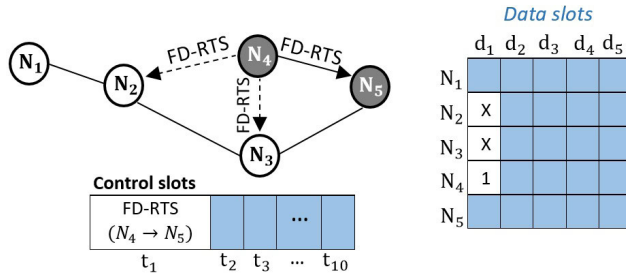 Data slots
d1 d2 d3 d4 d5
FD-RTS FD-RTS
N1 N2 N4 N5
FD-RTS
N3
N1
N2 X
N3 X
N4 1
N5
Control slots
FD-RTS ...
(N4 → N5)
t1 t2 t3 ... t10